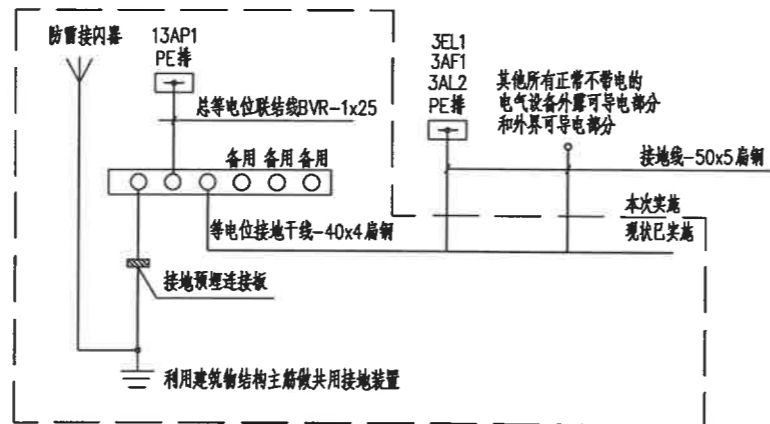 防雷接闪器
13AP1
PE排
总等电位联结线BVR-1x25
备用 备用 备用
3EL1
3AF1
3AL2
PE排
其他所有正常不带电的
电气设备外露可导电部分
和外界可导电部分
接地线-50x5扁钢
本次实施
现状已实施
等电位接地干线-40x4扁钢
接地预埋连接板
利用建筑物结构主筋做共用接地装置